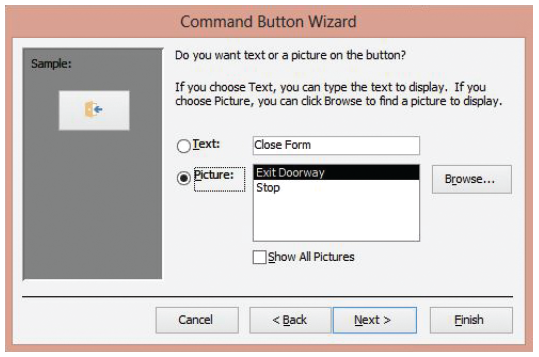 Command Button Wizard
Sample:
Do you want text or a picture on the button?
If you choose Text, you can type the text to display. If you
choose Picture, you can click Browse to find a picture to display.
Text: Close Form
Picture: Exit Doorway
Stop
Browse...
Show All Pictures
Cancel < Back Next > Finish